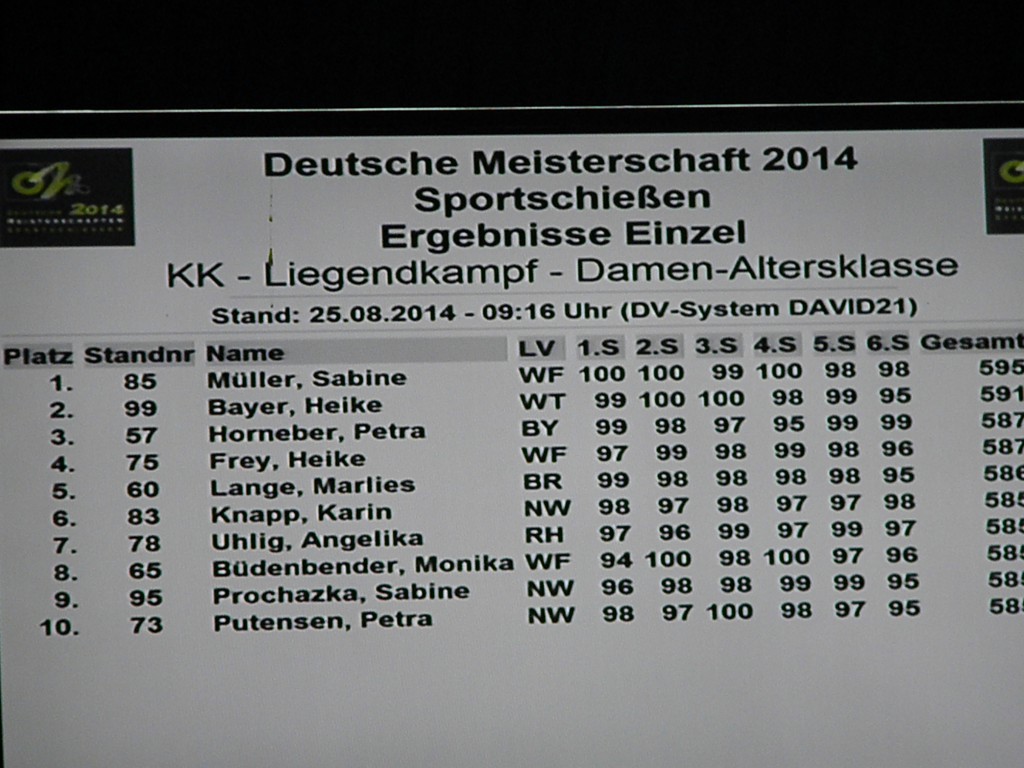 Deutsche Meisterschaft 2014
Sportschießen
Ergebnisse Einzel
KK - Liegendkampf - Damen-Altersklasse
Stand: 25.08.2014 - 09:16 Uhr (DV-System DAVID21)
2014
Platz Standnr Name LV 1.S 2.S 3.S 4.S 5.S 6.S Gesamt
1. 85 Müller, Sabine WF 100 100 99 100 98 98 595
2. 99 Bayer, Heike WT 99 100 100 98 99 95 591
3. 57 Horneber, Petra BY 99 98 97 95 99 99 587
4. 75 Frey, Heike WF 97 99 98 99 98 96 587
5. 60 Lange, Marlies BR 99 98 98 98 98 95 586
6. 83 Knapp, Karin NW 98 97 98 97 97 98 585
7. 78 Uhlig, Angelika RH 97 96 99 97 99 97 585
8. 65 Büdenbender, Monika WF 94 100 98 100 97 96 585
9. 95 Prochazka, Sabine NW 96 98 98 99 99 95 585
10. 73 Putensen, Petra NW 98 97 100 98 97 95 585